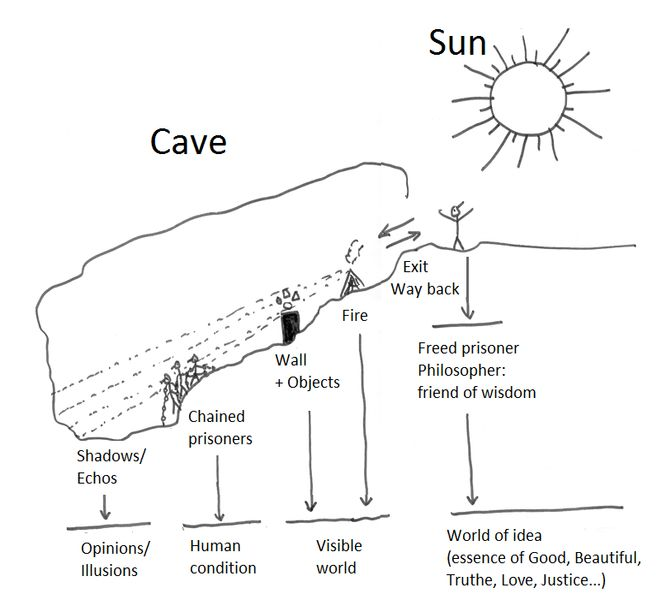 Sun
Cave
Exit
Way back
Fire
Freed prisoner
Philosopher:
friend of wisdom
Wall
+ Objects
Chained
prisoners
Shadows/
Echos
Opinions/
Illusions
Human
condition
Visible
world
World of idea
(essence of Good, Beautiful,
Truthe, Love, Justice...)